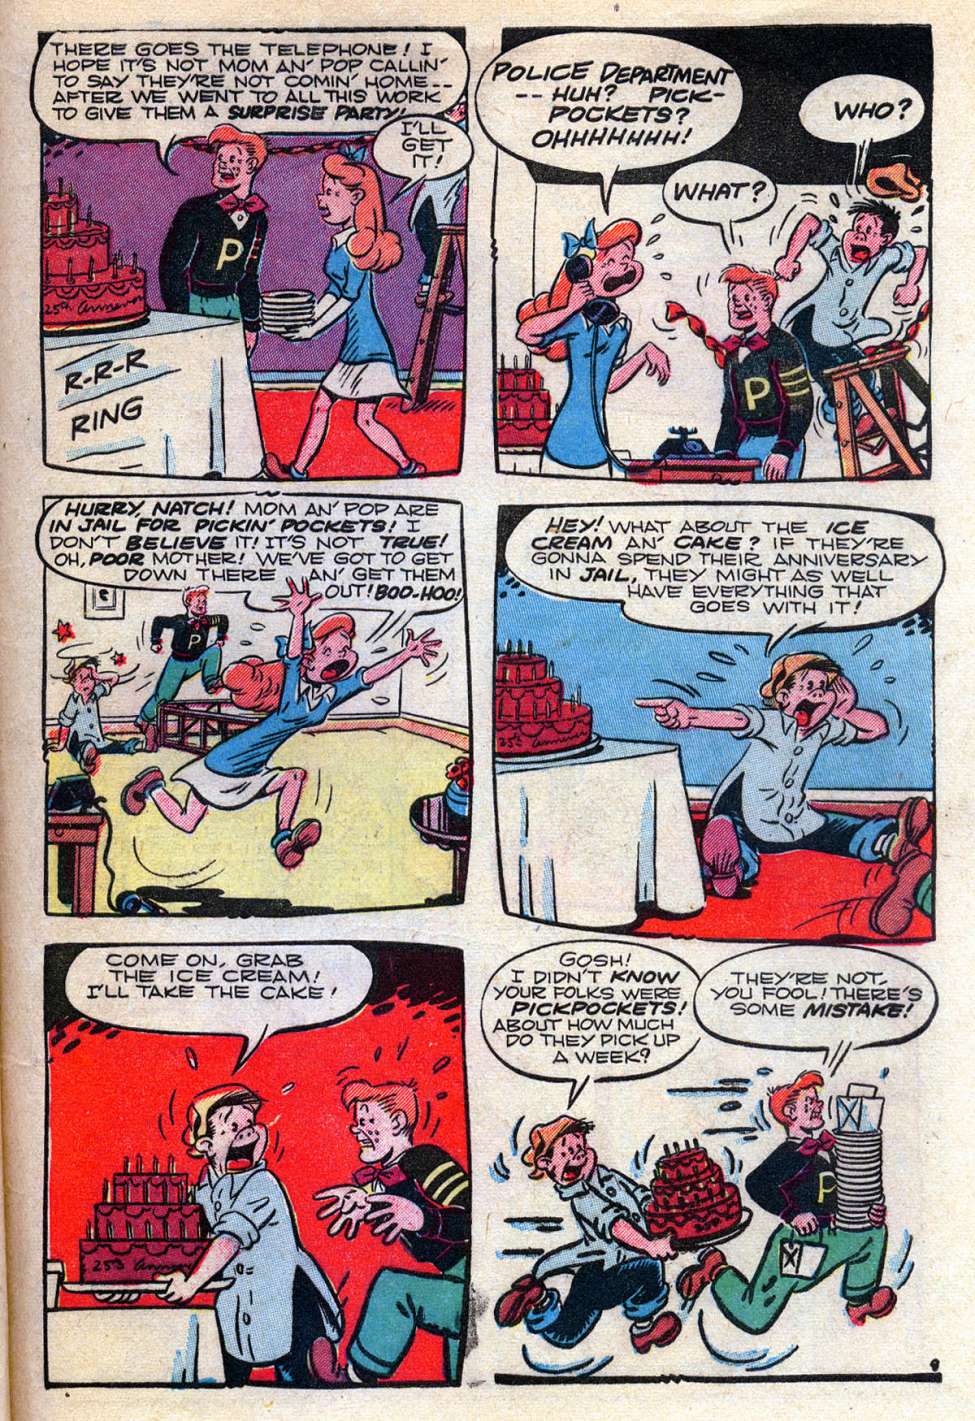 THERE GOES THE TELEPHONE! I
HOPE IT'S NOT MOM AN' POP CALLIN'
TO SAY THEY'RE NOT COMIN' HOME--
AFTER WE WENT TO ALL THIS WORK
TO GIVE THEM A SURPRISE PARTY!
I'LL
GET
IT!
P
25th Anniver
R-R-R
RING
POLICE DEPARTMENT
-- HUH? PICK-
POCKETS?
OHHHHHHH!
WHAT?
WHO?
P
HURRY, NATCH! MOM AN' POP ARE
IN JAIL FOR PICKIN' POCKETS! I
DON'T BELIEVE IT! IT'S NOT TRUE!
OH, POOR MOTHER! WE'VE GOT TO GET
DOWN THERE AN' GET THEM
OUT! BOO-HOO!
P
HEY! WHAT ABOUT THE ICE
CREAM AN' CAKE? IF THEY'RE
GONNA SPEND THEIR ANNIVERSARY
IN JAIL, THEY MIGHT AS WELL
HAVE EVERYTHING THAT
GOES WITH IT!
COME ON, GRAB
THE ICE CREAM!
I'LL TAKE THE CAKE!
GOSH!
I DIDN'T KNOW
YOUR FOLKS WERE
PICKPOCKETS!
ABOUT HOW MUCH
DO THEY PICK UP
A WEEK?
THEY'RE NOT,
YOU FOOL! THERE'S
SOME MISTAKE!
P
9